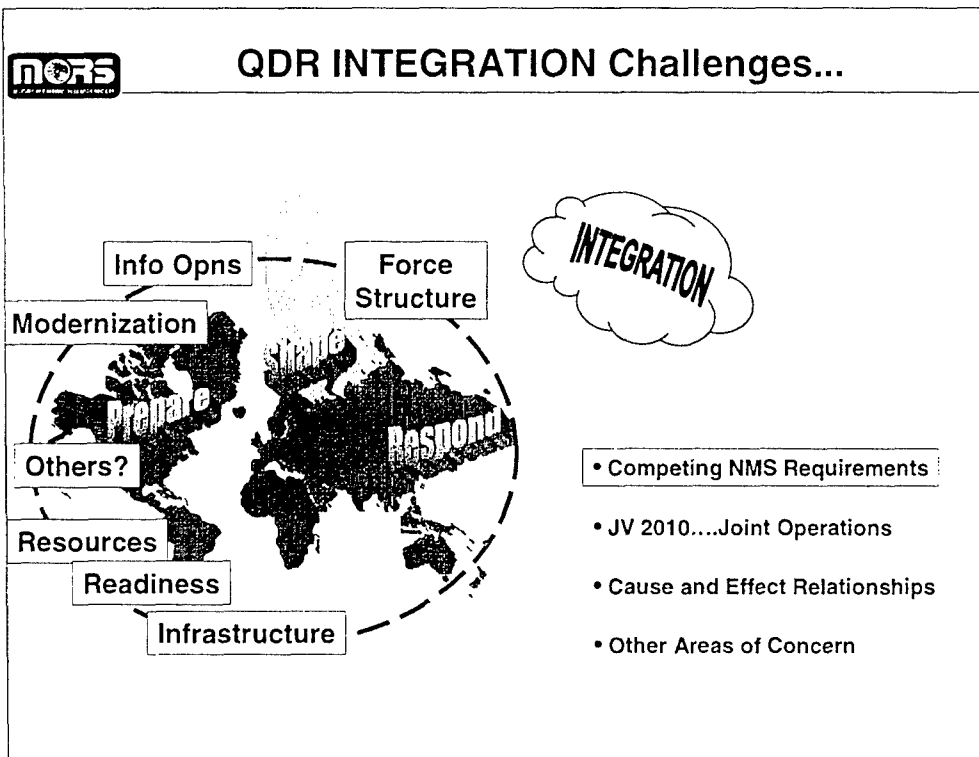 MORS
QDR INTEGRATION Challenges...
INTEGRATION
Info Opns
Force
Structure
Modernization
Shape
Prepare
Respond
Others?
Resources
Readiness
Infrastructure
• Competing NMS Requirements
• JV 2010....Joint Operations
• Cause and Effect Relationships
• Other Areas of Concern